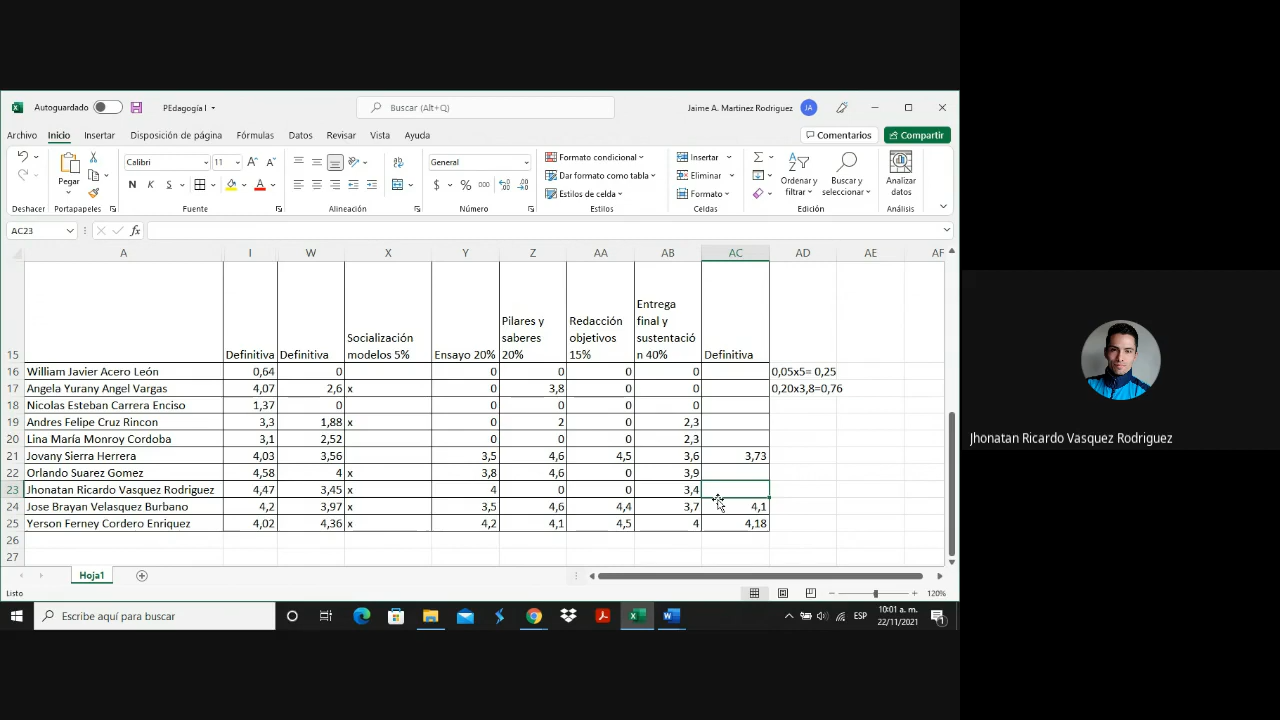 Autoguardado PEdagogía I Buscar (Alt+Q) Jaime A. Martinez Rodriguez JA
Archivo Inicio Insertar Disposición de página Fórmulas Datos Revisar Vista Ayuda Comentarios Compartir
Calibri 11 General Formato condicional Insertar
Pegar Dar formato como tabla Eliminar Ordenar y filtrar Buscar y seleccionar Analizar datos
N K S $ % 000 Estilos de celda Formato
Deshacer Portapapeles Fuente Alineación Número Estilos Celdas Edición Análisis
AC23 fx
A I W X Y Z AA AB AC AD AE AF
15 Definitiva Definitiva Socialización modelos 5% Ensayo 20% Pilares y saberes 20% Redacción objetivos 15% Entrega final y sustentació n 40% Definitiva
16 William Javier Acero León 0,64 0 0 0 0 0 0,05x5= 0,25
17 Angela Yurany Angel Vargas 4,07 2,6 x 0 3,8 0 0 0,20x3,8=0,76
18 Nicolas Esteban Carrera Enciso 1,37 0 0 0 0 0
19 Andres Felipe Cruz Rincon 3,3 1,88 x 0 2 0 2,3
20 Lina María Monroy Cordoba 3,1 2,52 0 0 0 2,3
21 Jovany Sierra Herrera 4,03 3,56 3,5 4,6 4,5 3,6 3,73
22 Orlando Suarez Gomez 4,58 4 x 3,8 4,6 0 3,9
23 Jhonatan Ricardo Vasquez Rodriguez 4,47 3,45 x 4 0 0 3,4
24 Jose Brayan Velasquez Burbano 4,2 3,97 x 3,5 4,6 4,4 3,7 4,1
25 Yerson Ferney Cordero Enriquez 4,02 4,36 x 4,2 4,1 4,5 4 4,18
26
27
Hoja1
Listo 120%
Escribe aquí para buscar ESP 10:01 a. m.
22/11/2021 1
Jhonatan Ricardo Vasquez Rodriguez